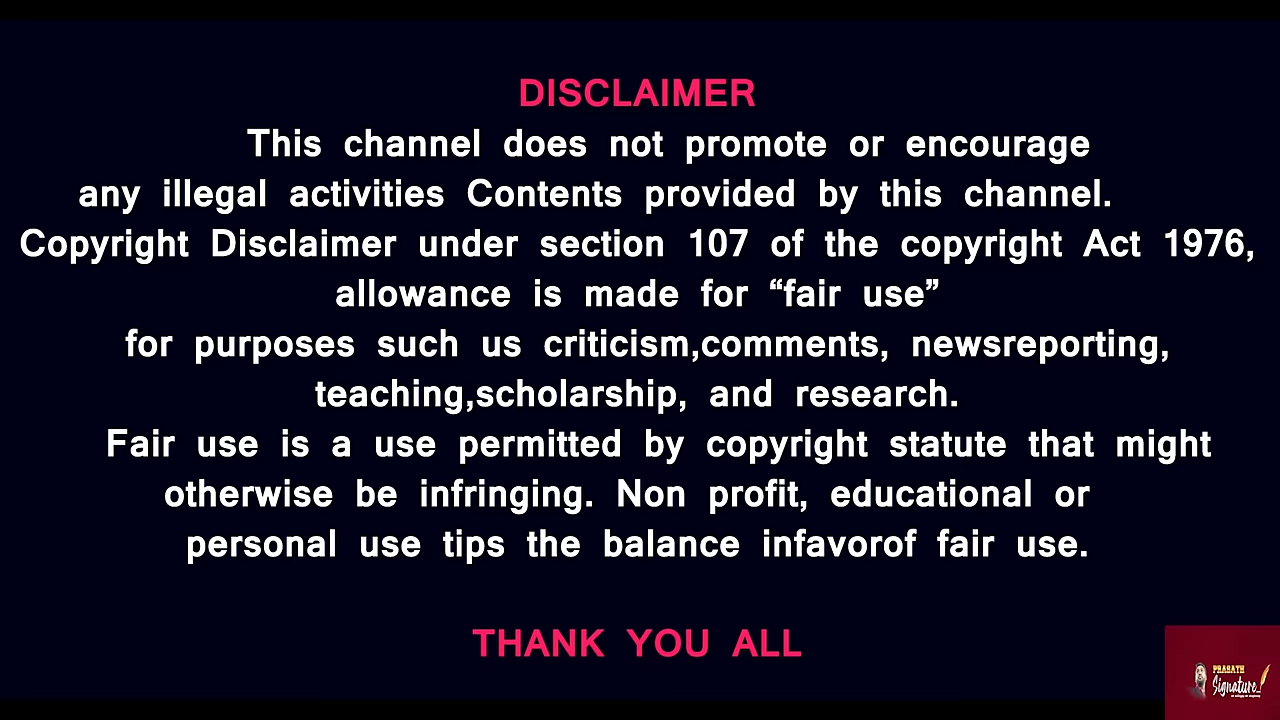 DISCLAIMER
This channel does not promote or encourage
any illegal activities Contents provided by this channel.
Copyright Disclaimer under section 107 of the copyright Act 1976,
allowance is made for “fair use”
for purposes such us criticism,comments, newsreporting,
teaching,scholarship, and research.
Fair use is a use permitted by copyright statute that might
otherwise be infringing. Non profit, educational or
personal use tips the balance infavorof fair use.
THANK YOU ALL
PRASATH
Signature